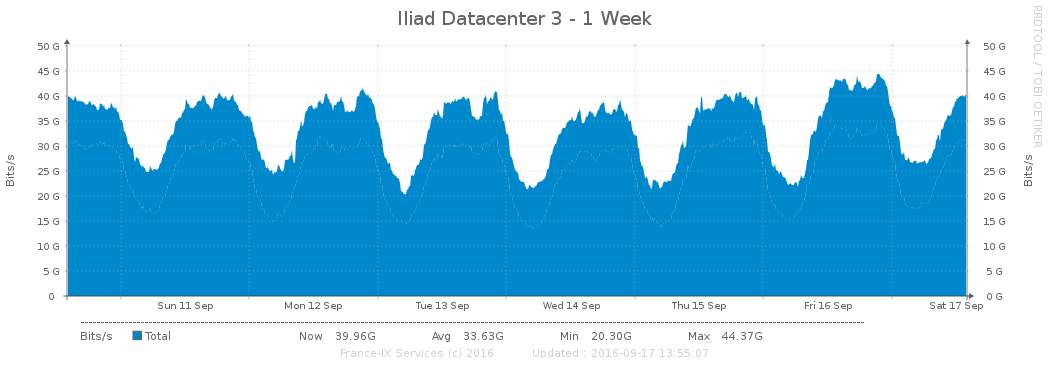 Iliad Datacenter 3 - 1 Week
RRDTOOL / TOBI OETIKER
50 G 50 G
45 G 45 G
40 G 40 G
35 G 35 G
30 G 30 G
25 G 25 G
20 G 20 G
15 G 15 G
10 G 10 G
5 G 5 G
0 0 G
Bits/s Bits/s
Sun 11 Sep Mon 12 Sep Tue 13 Sep Wed 14 Sep Thu 15 Sep Fri 16 Sep Sat 17 Sep
Bits/s Total Now 39.96G Avg 33.63G Min 20.30G Max 44.37G
France-IX Services (c) 2016 Updated : 2016-09-17 13:55:07